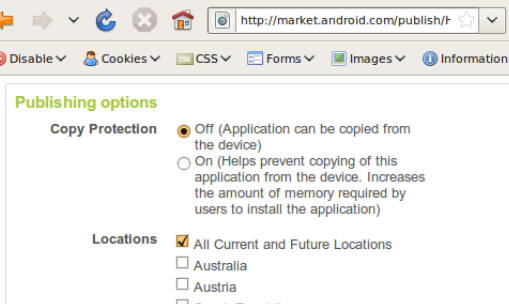 http://market.android.com/publish/H
Disable Cookies CSS Forms Images Information
Publishing options
Copy Protection Off (Application can be copied from
the device)
On (Helps prevent copying of this
application from the device. Increases
the amount of memory required by
users to install the application)
Locations All Current and Future Locations
Australia
Austria